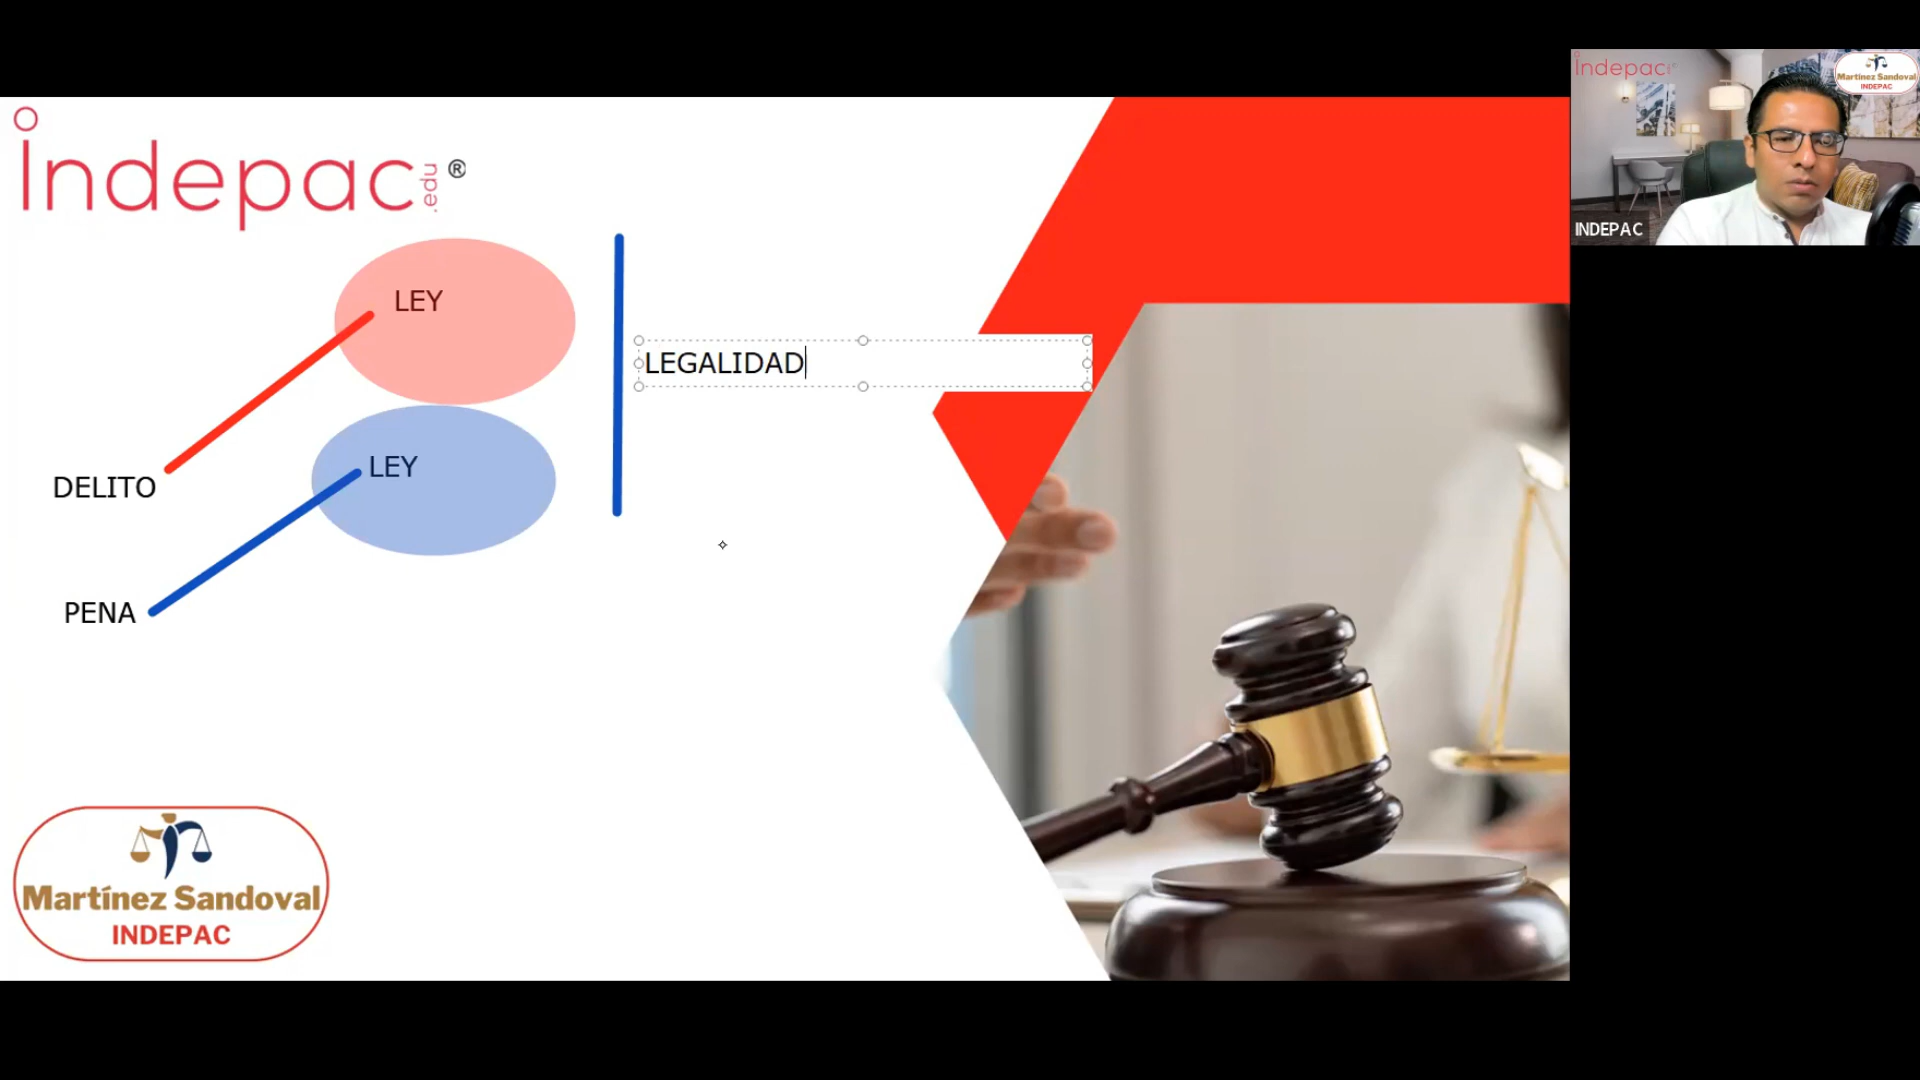 indepac.edu®
LEY
LEGALIDAD
LEY
DELITO
PENA
Martínez Sandoval
INDEPAC
indepac
Martínez Sandoval
INDEPAC
INDEPAC